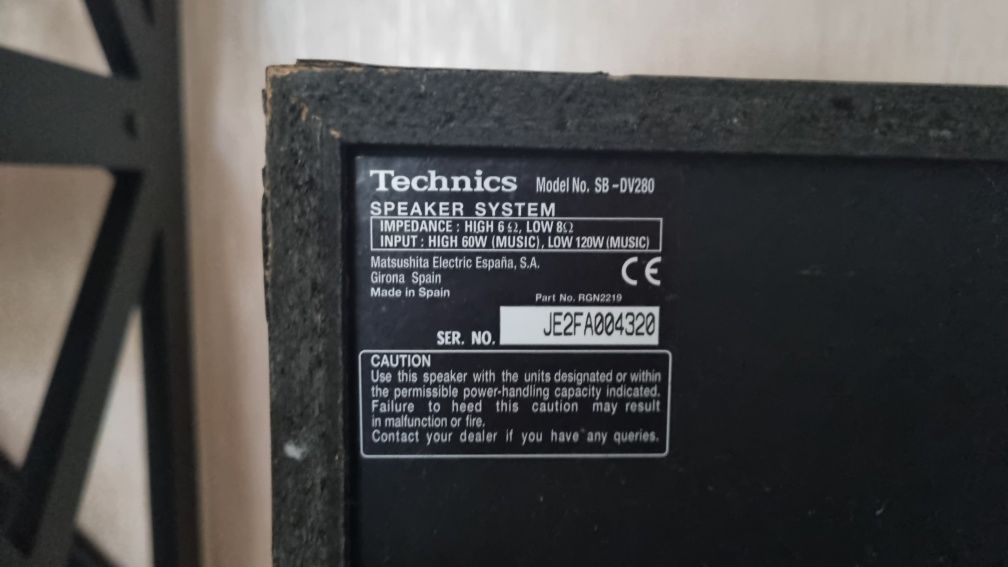 Technics Model No. SB-DV280
SPEAKER SYSTEM
IMPEDANCE : HIGH 6Ω, LOW 8Ω
INPUT : HIGH 60W (MUSIC), LOW 120W (MUSIC)
Matsushita Electric España, S.A.
Girona Spain
Made in Spain
CE
Part No. RGN2219
SER. NO. JE2FA004320
CAUTION
Use this speaker with the units designated or within
the permissible power-handling capacity indicated.
Failure to heed this caution may result
in malfunction or fire.
Contact your dealer if you have any queries.